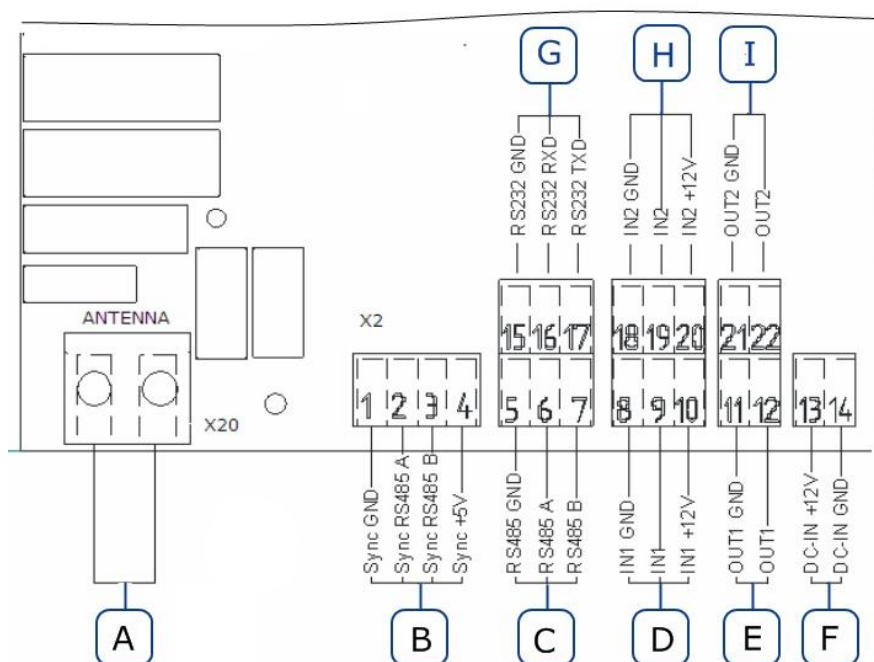 G H I
RS232 GND
RS232 RXD
RS232 TXD
IN2 GND
IN2
IN2 +12V
OUT2 GND
OUT2
ANTENNA
X2
15 16 17 18 19 20 21 22
1 2 3 4 5 6 7 8 9 10 11 12 13 14
X20
Sync GND
Sync RS485 A
Sync RS485 B
Sync +5V
RS485 GND
RS485 A
RS485 B
IN1 GND
IN1
IN1 +12V
OUT1 GND
OUT1
DC-IN +12V
DC-IN GND
A B C D E F